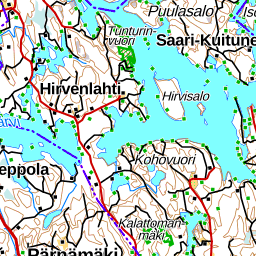 Puulasalo
Tunturin-
vuori
Saari-Kuitune
Hirvenlahti
Hirvisalo
Kohovuori
eppola
Kalattoman-
mäki
Pärnämäki